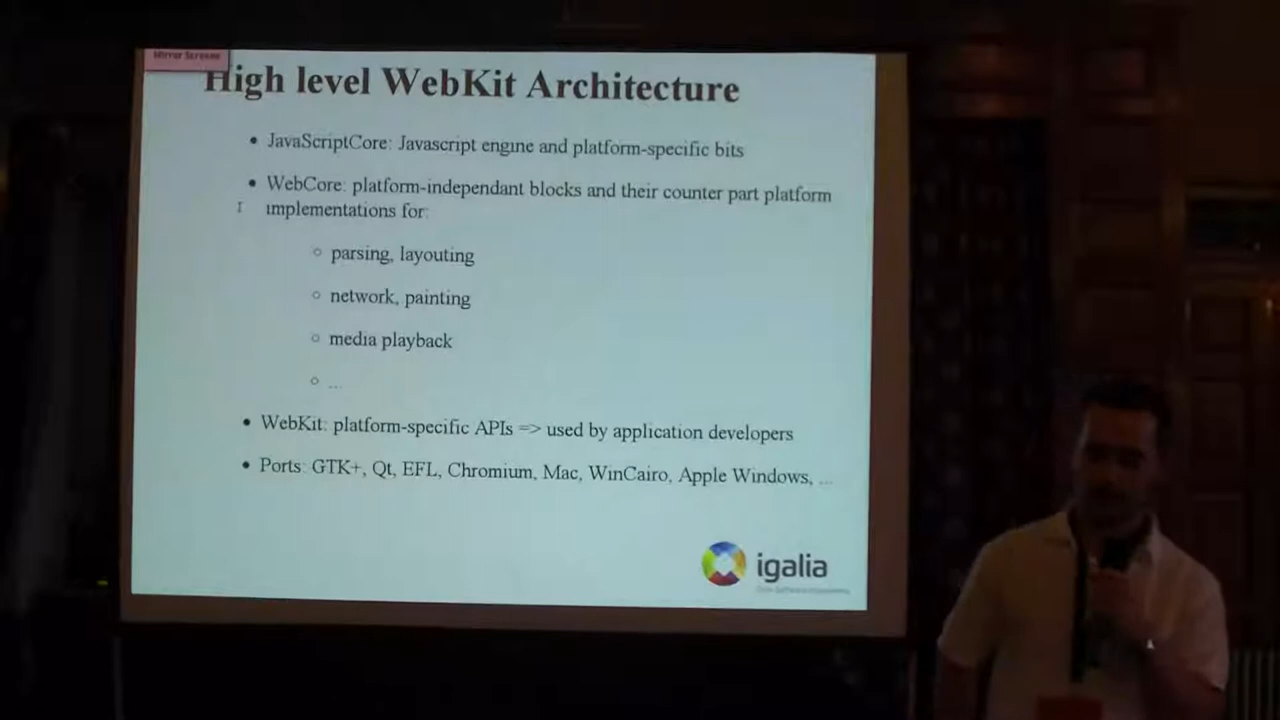 Mirror Screens
High level WebKit Architecture
• JavaScriptCore: Javascript engine and platform-specific bits
• WebCore: platform-independant blocks and their counter part platform
implementations for:
◦ parsing, layouting
◦ network, painting
◦ media playback
◦ ...
• WebKit: platform-specific APIs => used by application developers
• Ports: GTK+, Qt, EFL, Chromium, Mac, WinCairo, Apple Windows, ...
igalia